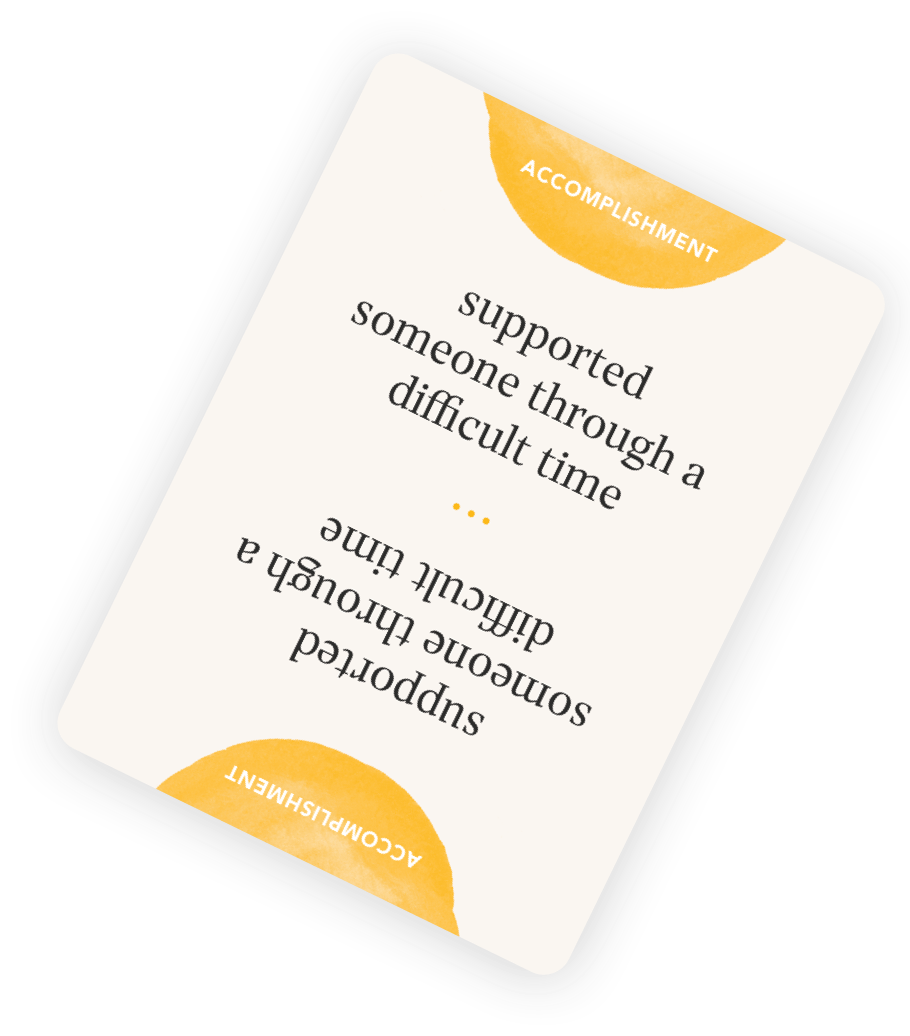 ACCOMPLISHMENT
supported
someone through a
difficult time
...
supported
someone through a
difficult time
ACCOMPLISHMENT